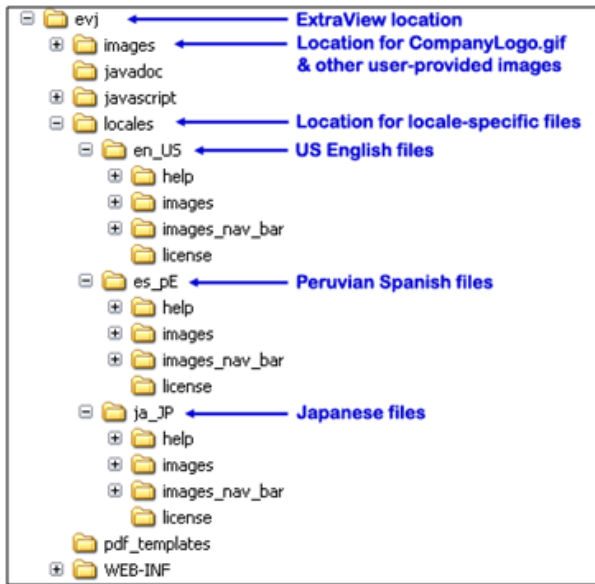 evj ExtraView location
images Location for CompanyLogo.gif
& other user-provided images
javadoc
javascript
locales Location for locale-specific files
en_US US English files
help
images
images_nav_bar
license
es_pE Peruvian Spanish files
help
images
images_nav_bar
license
ja_JP Japanese files
help
images
images_nav_bar
license
pdf_templates
WEB-INF